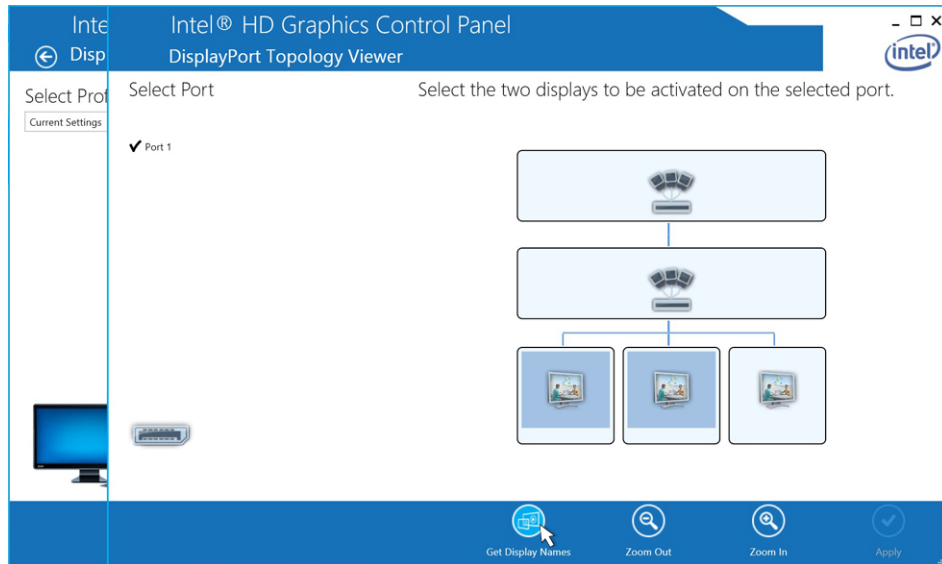 Inte
Disp
Select Prof
Current Settings
Intel® HD Graphics Control Panel
DisplayPort Topology Viewer
intel
Select Port
Select the two displays to be activated on the selected port.
Port 1
Get Display Names
Zoom Out
Zoom In
Apply